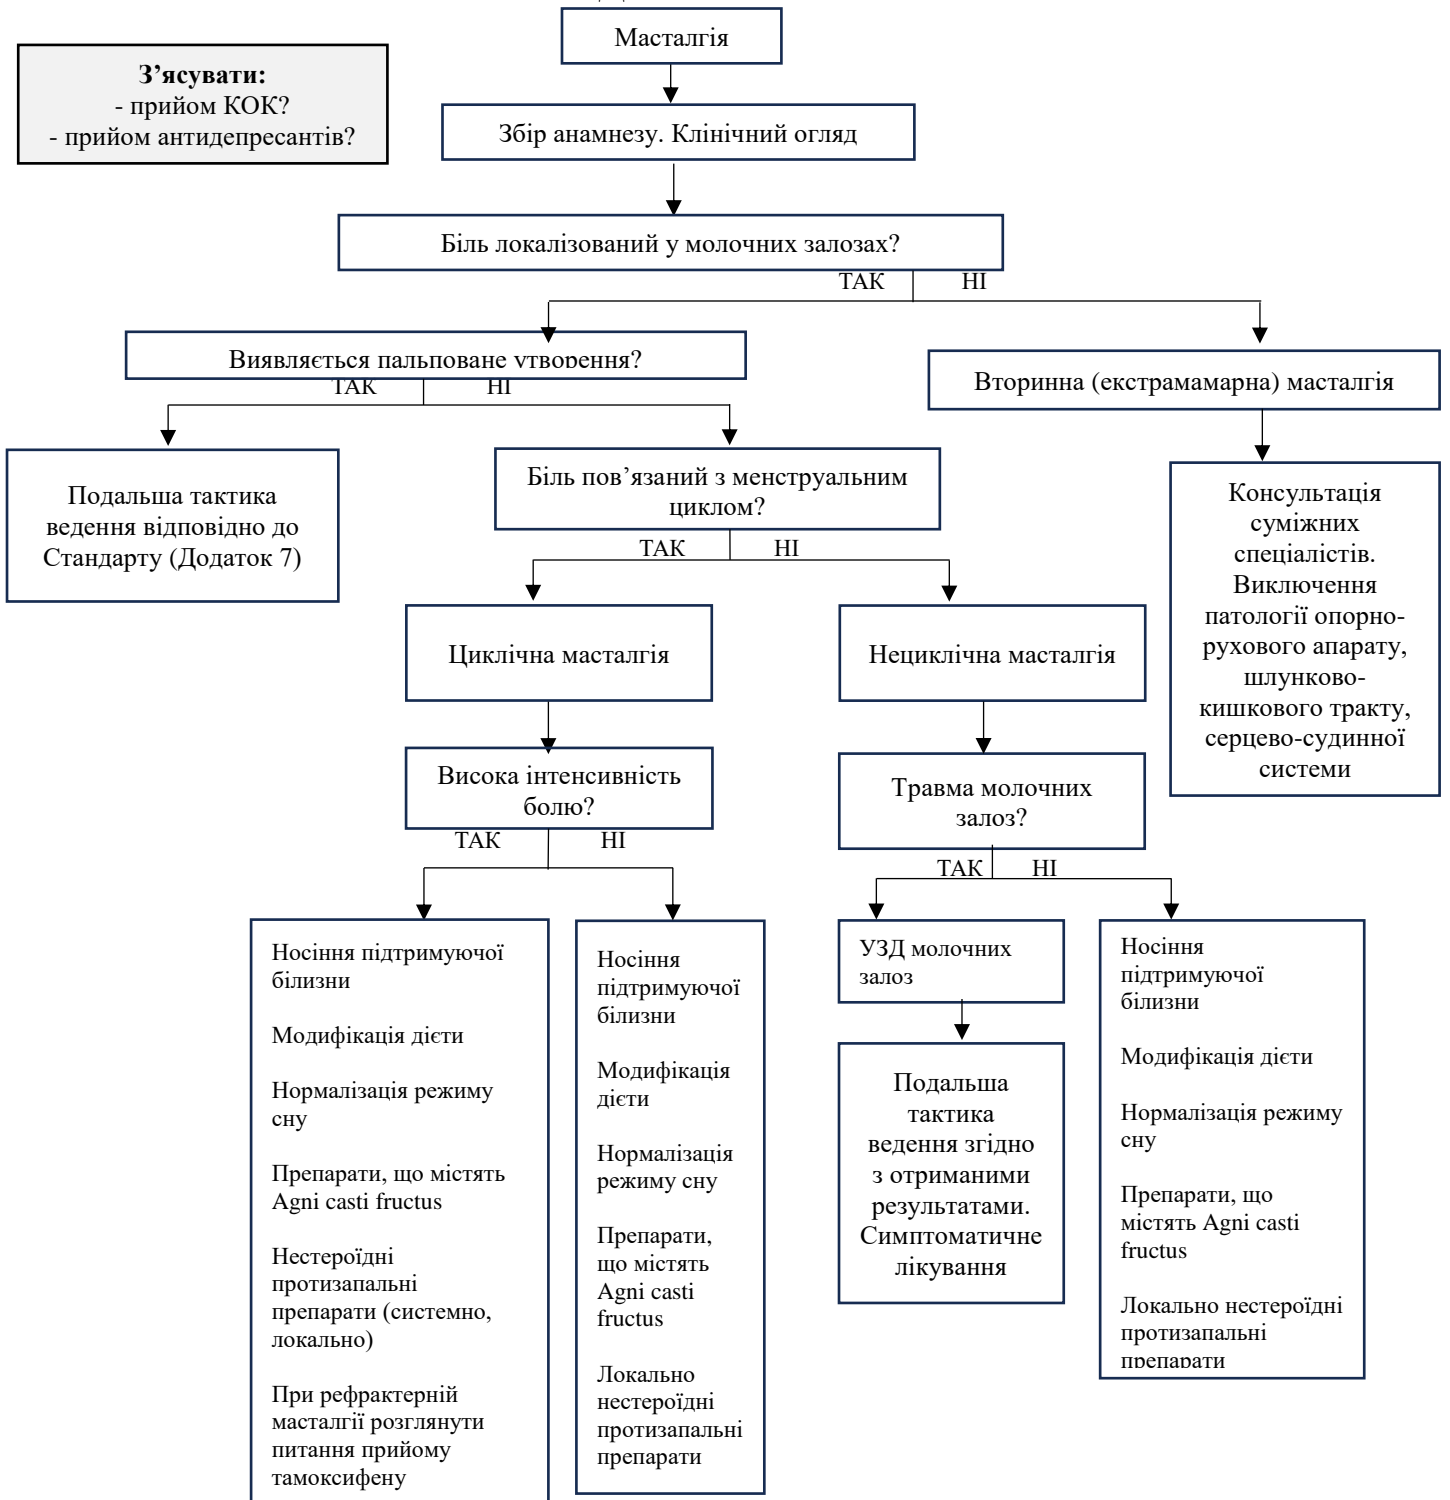 Масталгія
З’ясувати:
- прийом КОК?
- прийом антидепресантів?
Збір анамнезу. Клінічний огляд
Біль локалізований у молочних залозах?
ТАК НІ
Виявляється пальповане утворення?
ТАК НІ
Вторинна (екстрамамарна) масталгія
Подальша тактика
ведення відповідно до
Стандарту (Додаток 7)
Біль пов’язаний з менструальним
циклом?
ТАК НІ
Консультація
суміжних
спеціалістів.
Виключення
патології опорно-
рухового апарату,
шлунково-
кишкового тракту,
серцево-судинної
системи
Циклічна масталгія
Нециклічна масталгія
Висока інтенсивність
болю?
ТАК НІ
Травма молочних
залоз?
ТАК НІ
Носіння підтримуючої
білизни
Модифікація дієти
Нормалізація режиму
сну
Препарати, що містять
Agni casti fructus
Нестероїдні
протизапальні
препарати (системно,
локально)
При рефрактерній
масталгії розглянути
питання прийому
тамоксифену
Носіння
підтримуючої
білизни
Модифікація
дієти
Нормалізація
режиму сну
Препарати,
що містять
Agni casti
fructus
Локально
нестероїдні
протизапальні
препарати
УЗД молочних
залоз
Подальша
тактика
ведення згідно
з отриманими
результатами.
Симптоматичне
лікування
Носіння
підтримуючої
білизни
Модифікація дієти
Нормалізація режиму
сну
Препарати, що
містять Agni casti
fructus
Локально нестероїдні
протизапальні
препарати